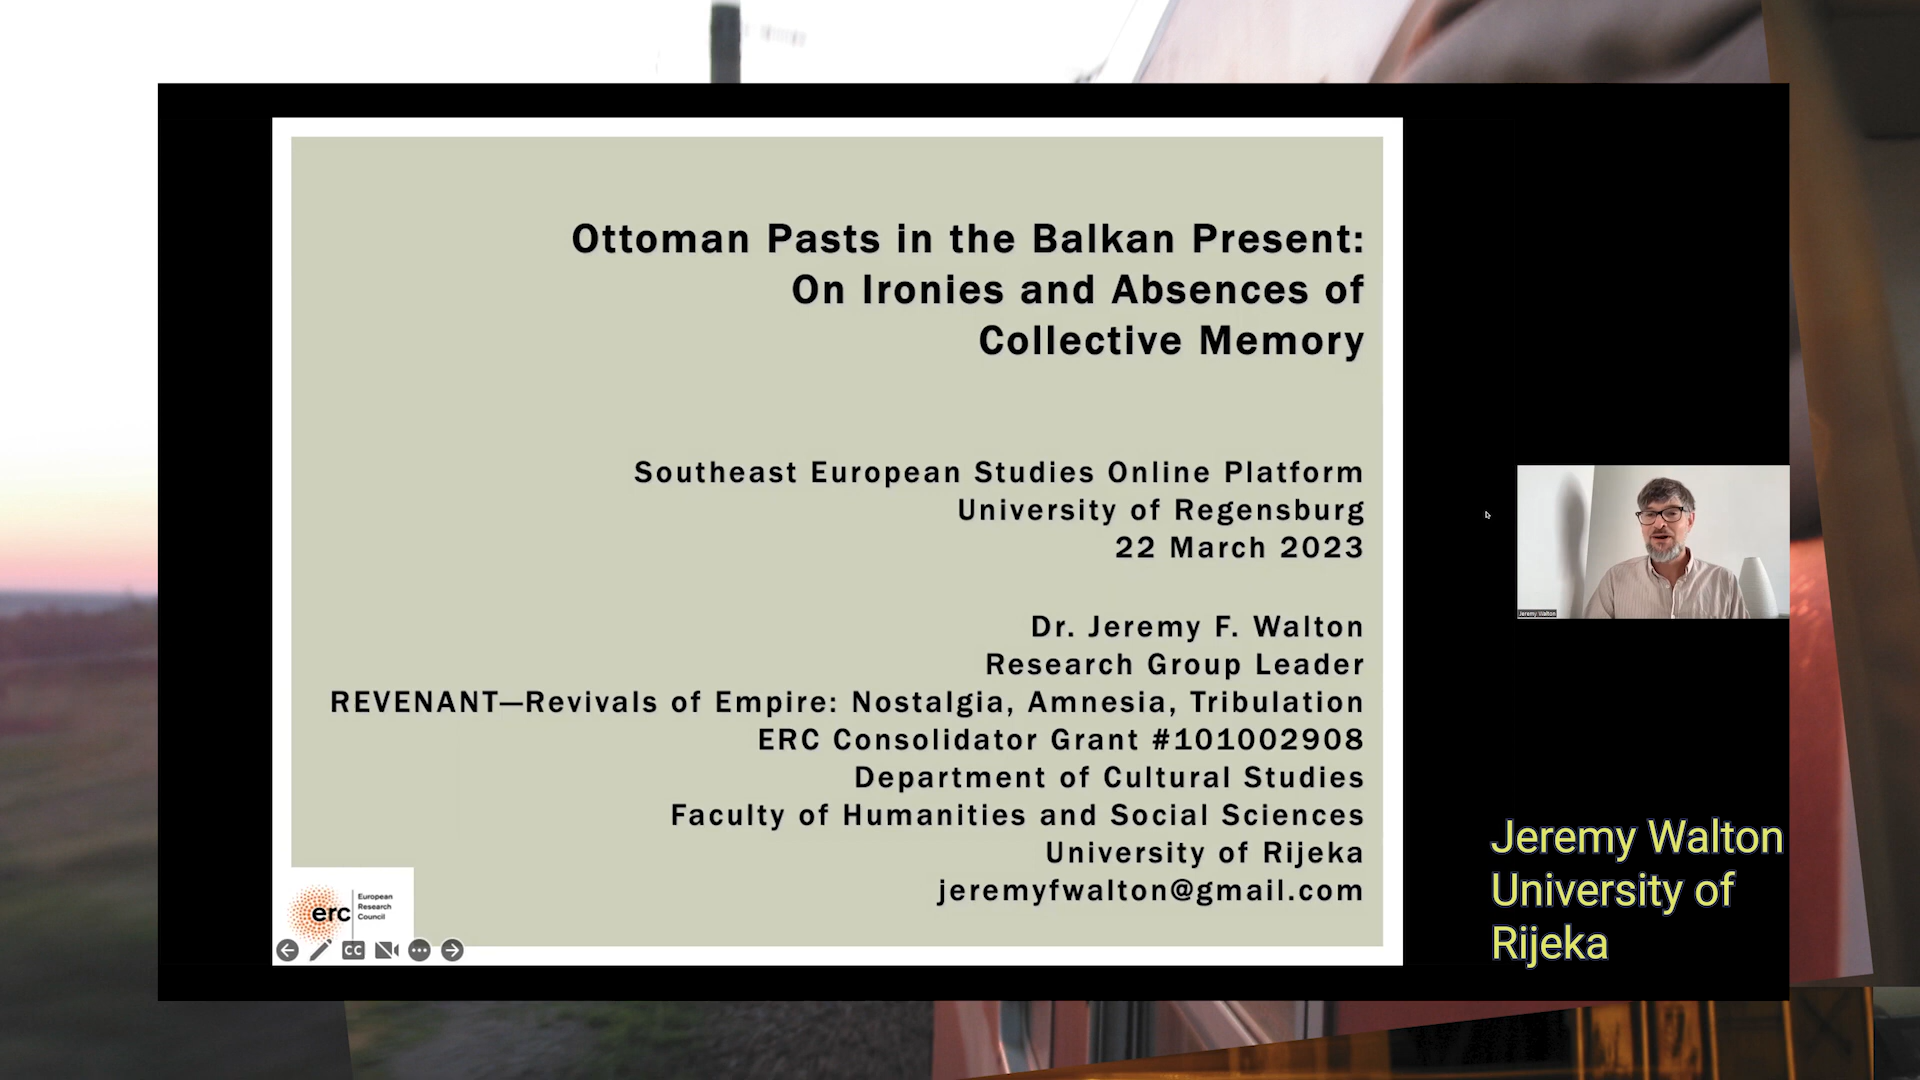 Ottoman Pasts in the Balkan Present:
On Ironies and Absences of
Collective Memory
Southeast European Studies Online Platform
University of Regensburg
22 March 2023
Dr. Jeremy F. Walton
Research Group Leader
REVENANT—Revivals of Empire: Nostalgia, Amnesia, Tribulation
ERC Consolidator Grant #101002908
Department of Cultural Studies
Faculty of Humanities and Social Sciences
University of Rijeka
jeremyfwalton@gmail.com
erc
European
Research
Council
CC
Jeremy Walton
Jeremy Walton
University of
Rijeka